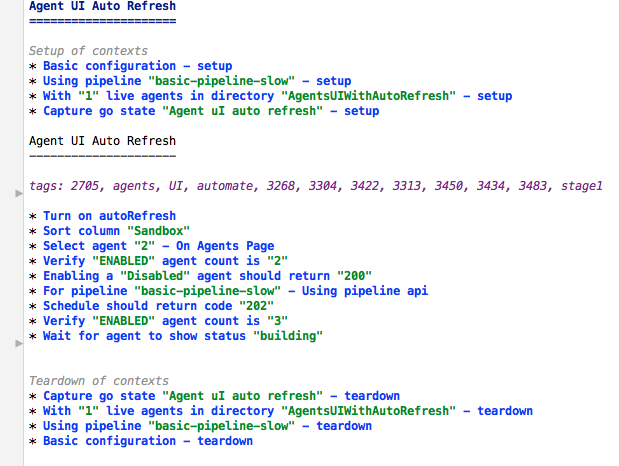 Agent UI Auto Refresh
=====================
Setup of contexts
* Basic configuration - setup
* Using pipeline "basic-pipeline-slow" - setup
* With "1" live agents in directory "AgentsUIWithAutoRefresh" - setup
* Capture go state "Agent uI auto refresh" - setup
Agent UI Auto Refresh
---------------------
tags: 2705, agents, UI, automate, 3268, 3304, 3422, 3313, 3450, 3434, 3483, stage1
* Turn on autoRefresh
* Sort column "Sandbox"
* Select agent "2" - On Agents Page
* Verify "ENABLED" agent count is "2"
* Enabling a "Disabled" agent should return "200"
* For pipeline "basic-pipeline-slow" - Using pipeline api
* Schedule should return code "202"
* Verify "ENABLED" agent count is "3"
* Wait for agent to show status "building"
Teardown of contexts
* Capture go state "Agent uI auto refresh" - teardown
* With "1" live agents in directory "AgentsUIWithAutoRefresh" - teardown
* Using pipeline "basic-pipeline-slow" - teardown
* Basic configuration - teardown